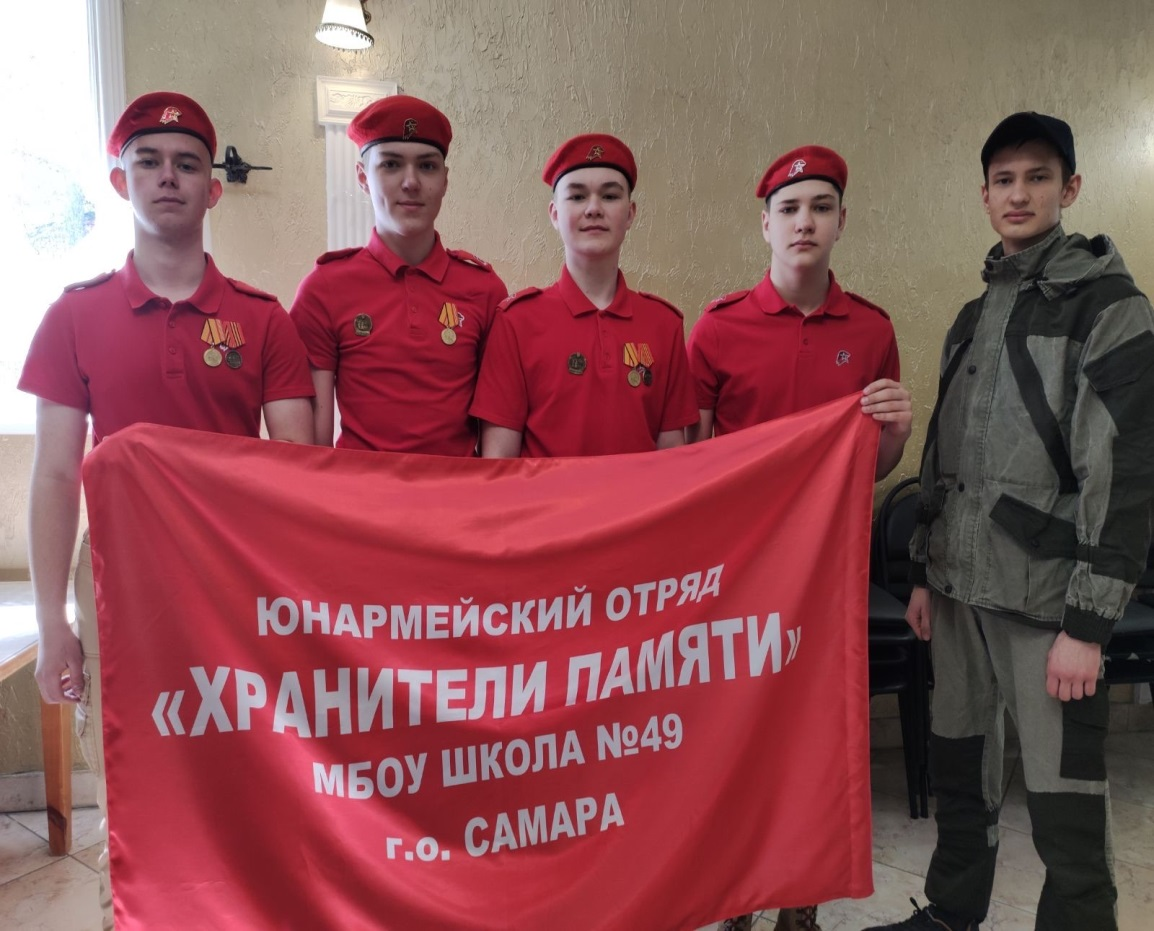 ЮНАРМЕЙСКИЙ ОТРЯД
«ХРАНИТЕЛИ ПАМЯТИ»
МБОУ ШКОЛА №49
г.о. САМАРА